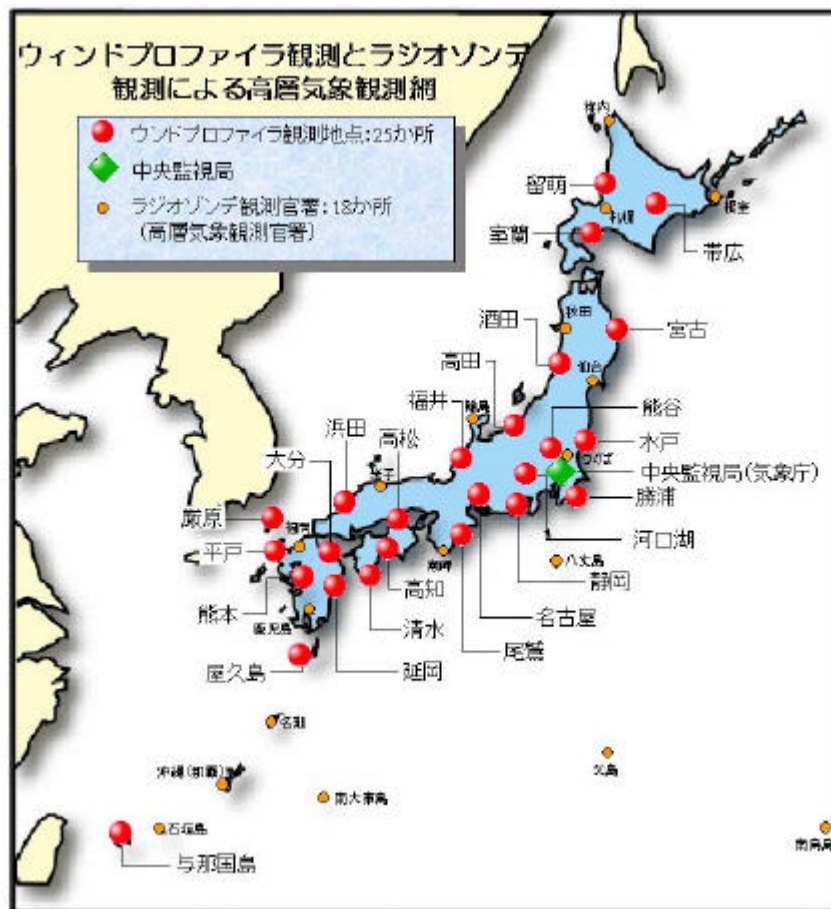 ウィンドプロファイラ観測とラジオゾンデ
観測による高層気象観測網
ウンドプロファイラ観測地点:25か所
中央監視局
ラジオゾンデ観測官署:18か所
(高層気象観測官署)
稚内
留萌
札幌
根室
室蘭
帯広
秋田
酒田
宮古
高田
仙台
福井
輪島
熊谷
浜田
高松
水戸
大分
米子
つくば
中央監視局(気象庁)
勝浦
厳原
福岡
河口湖
平戸
潮岬
八丈島
静岡
熊本
高知
名古屋
鹿児島
清水
尾鷲
屋久島
延岡
名瀬
沖縄(那覇)
父島
南大東島
石垣島
南鳥島
与那国島